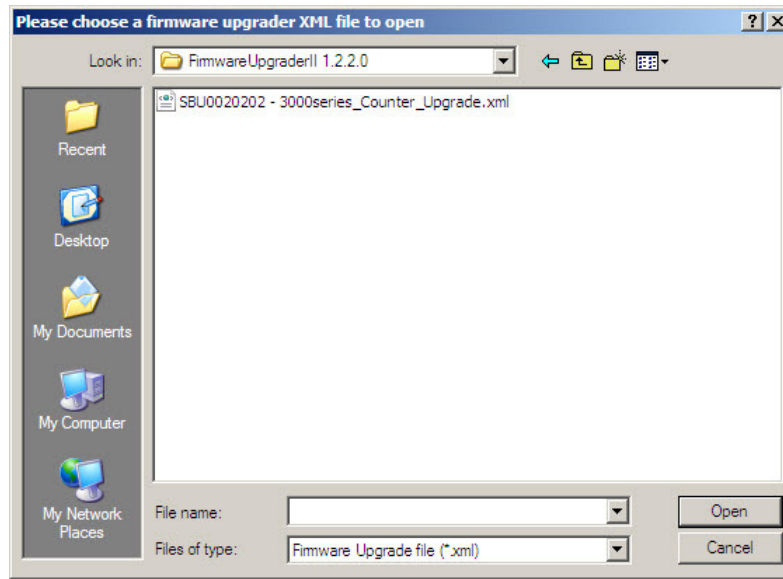 Please choose a firmware upgrader XML file to open
Look in:
FirmwareUpgraderII 1.2.2.0
SBU0020202 - 3000series_Counter_Upgrade.xml
Recent
Desktop
My Documents
My Computer
My Network
Places
File name:
Open
Files of type:
Firmware Upgrade file (*.xml)
Cancel